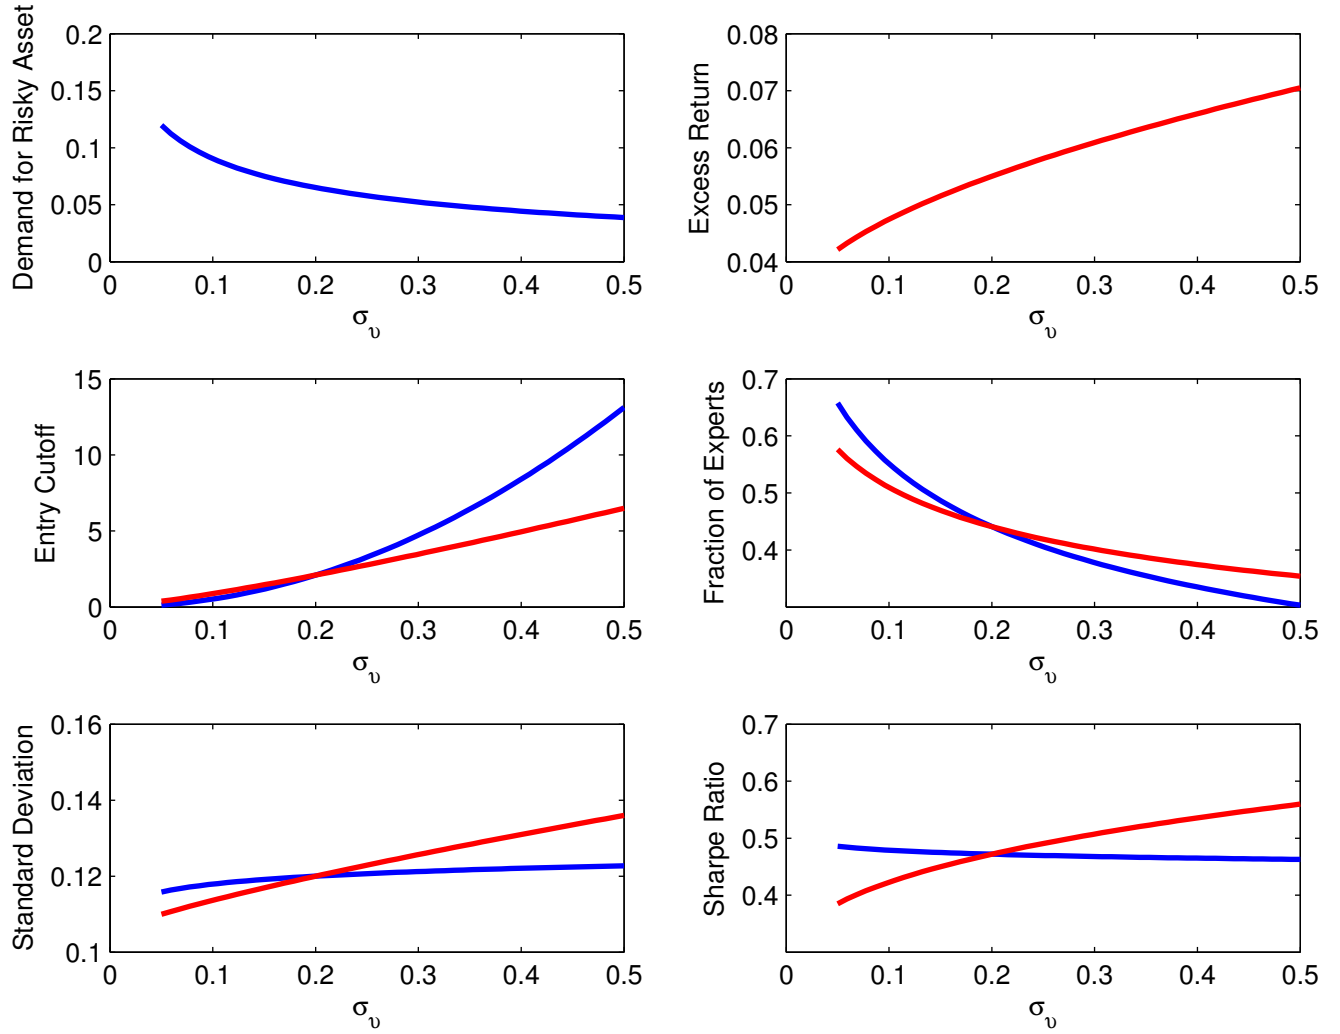 Demand for Risky Asset
0.2
0.15
0.1
0.05
0
0 0.1 0.2 0.3 0.4 0.5
συ
Excess Return
0.08
0.07
0.06
0.05
0.04
0 0.1 0.2 0.3 0.4 0.5
συ
Entry Cutoff
15
10
5
0
0 0.1 0.2 0.3 0.4 0.5
συ
Fraction of Experts
0.7
0.6
0.5
0.4
0 0.1 0.2 0.3 0.4 0.5
συ
Standard Deviation
0.16
0.14
0.12
0.1
0 0.1 0.2 0.3 0.4 0.5
συ
Sharpe Ratio
0.7
0.6
0.5
0.4
0 0.1 0.2 0.3 0.4 0.5
συ